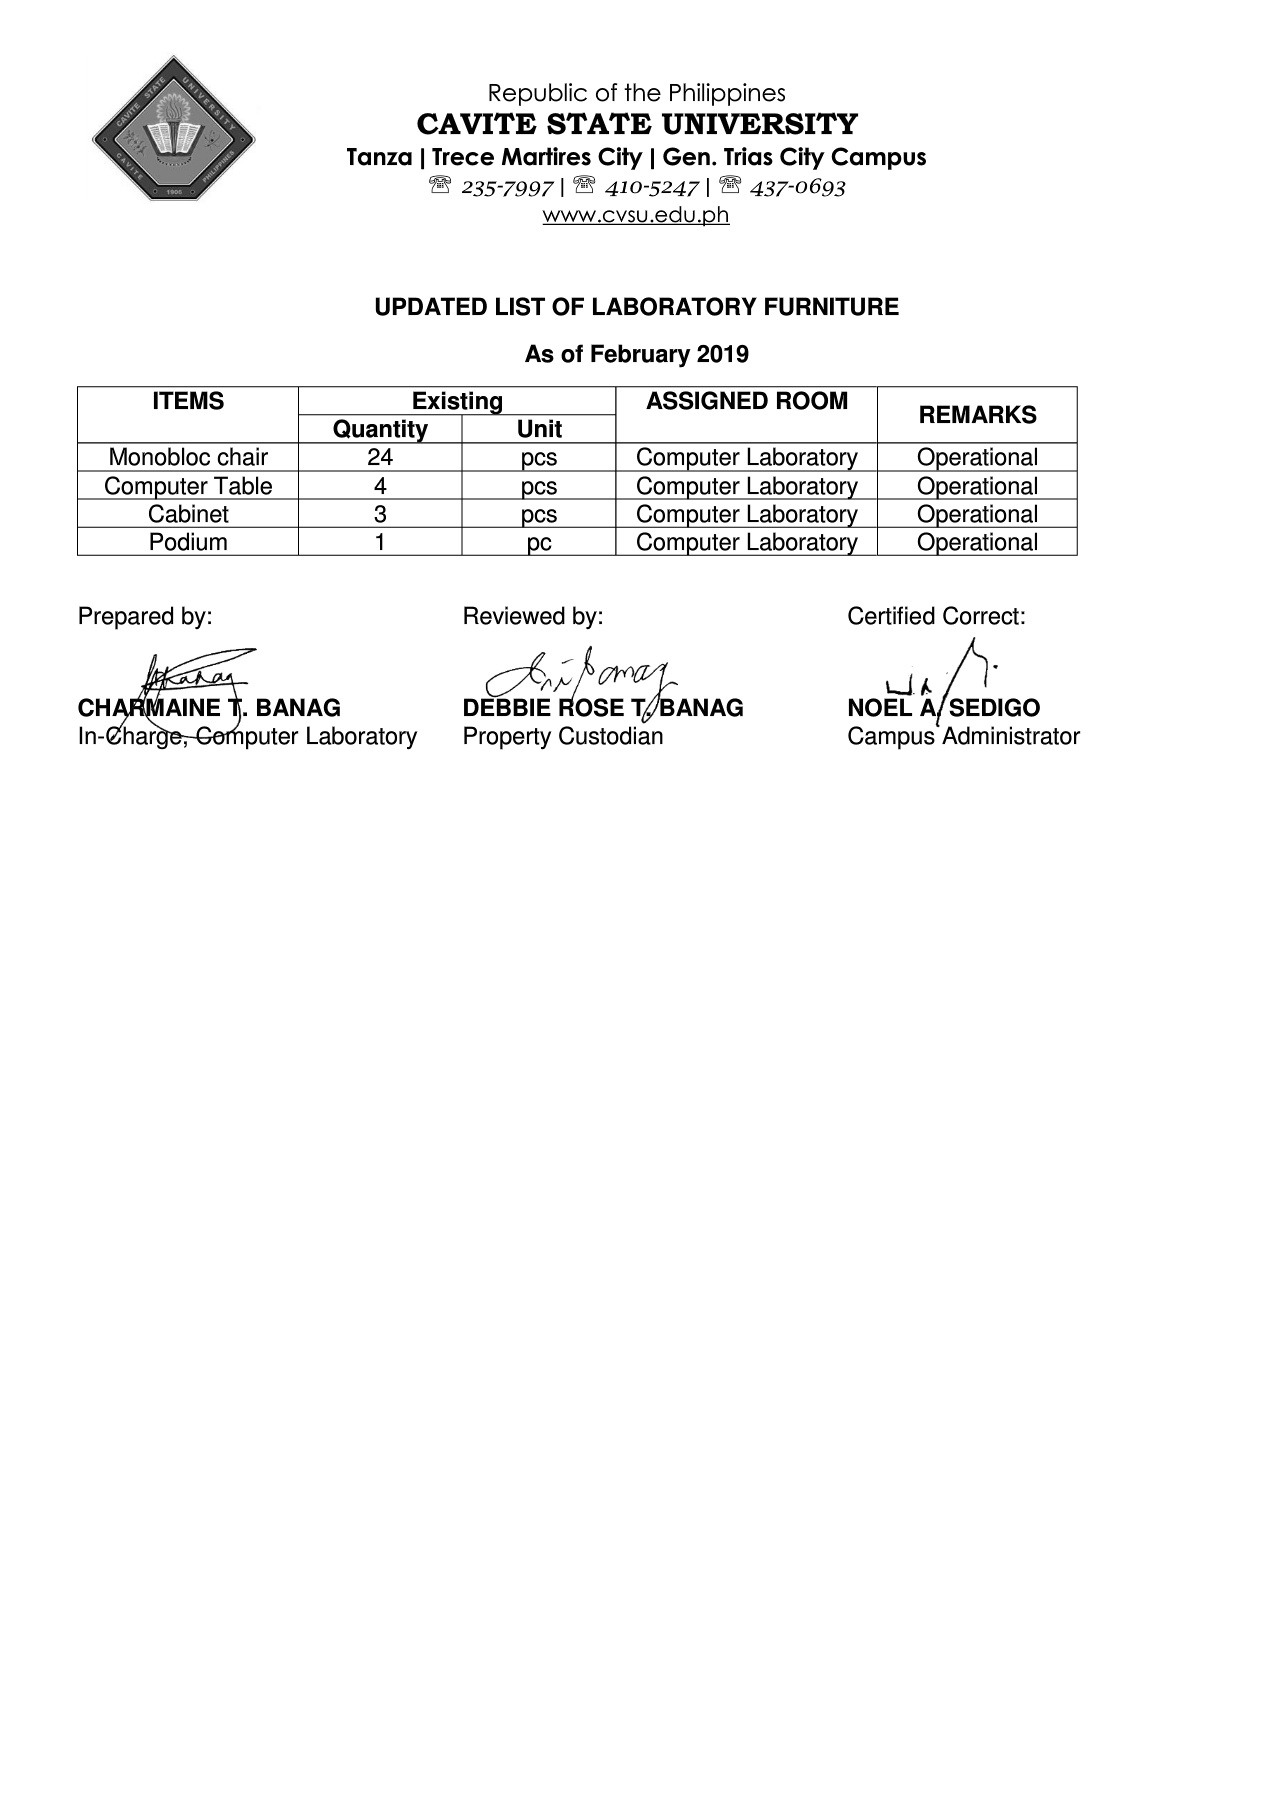 CAVITE STATE UNIVERSITY
CAVITE PHILIPPINES
1906
Republic of the Philippines
CAVITE STATE UNIVERSITY
Tanza | Trece Martires City | Gen. Trias City Campus
☏ 235-7997 | ☏ 410-5247 | ☏ 437-0693
www.cvsu.edu.ph
UPDATED LIST OF LABORATORY FURNITURE
As of February 2019
ITEMS Existing ASSIGNED ROOM REMARKS
Quantity Unit
Monobloc chair 24 pcs Computer Laboratory Operational
Computer Table 4 pcs Computer Laboratory Operational
Cabinet 3 pcs Computer Laboratory Operational
Podium 1 pc Computer Laboratory Operational
Prepared by: Reviewed by: Certified Correct:
CHARMAINE T. BANAG DEBBIE ROSE T. BANAG NOEL A. SEDIGO
In-Charge, Computer Laboratory Property Custodian Campus Administrator